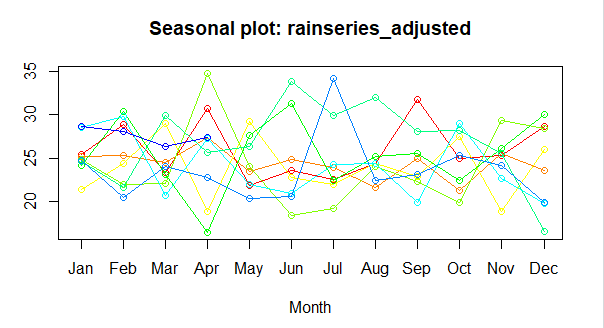 Seasonal plot: rainseries_adjusted
35
30
25
20
Jan Feb Mar Apr May Jun Jul Aug Sep Oct Nov Dec
Month